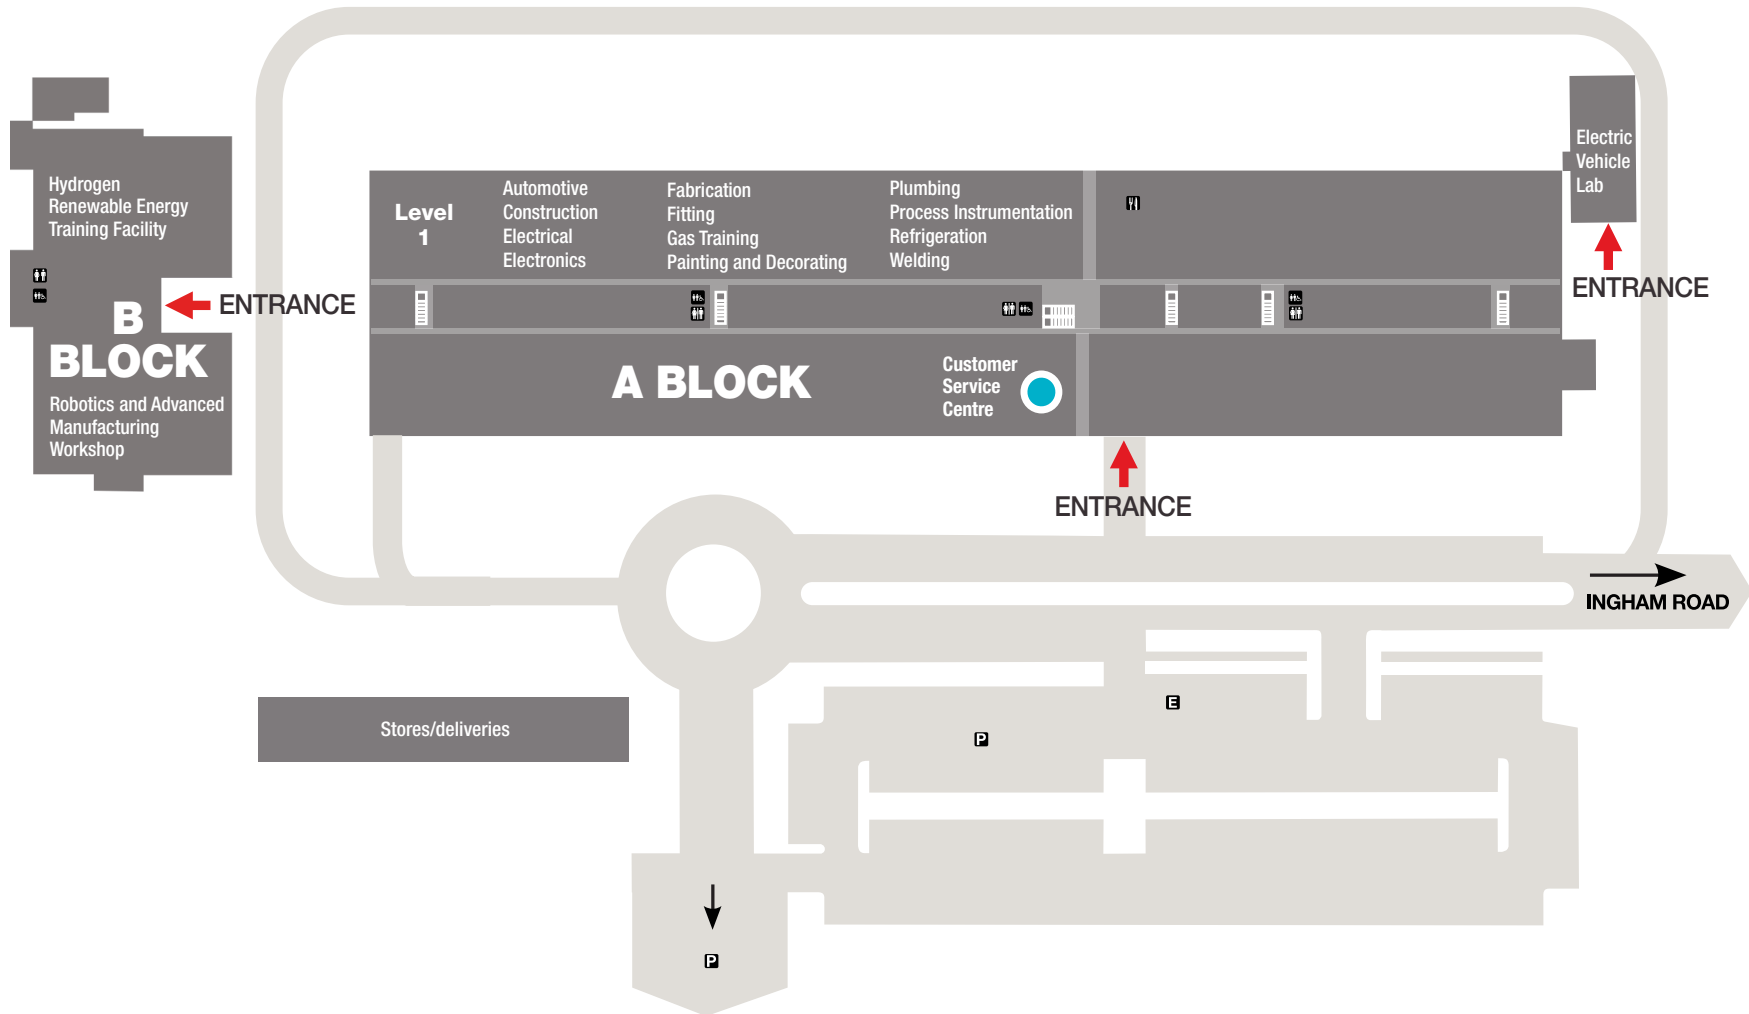 Electric
Vehicle
Lab
Hydrogen
Renewable Energy
Training Facility
Level
1
Automotive
Construction
Electrical
Electronics
Fabrication
Fitting
Gas Training
Painting and Decorating
Plumbing
Process Instrumentation
Refrigeration
Welding
ENTRANCE
ENTRANCE
B
BLOCK
Robotics and Advanced
Manufacturing
Workshop
A BLOCK
Customer
Service
Centre
ENTRANCE
INGHAM ROAD
Stores/deliveries
E
P
P